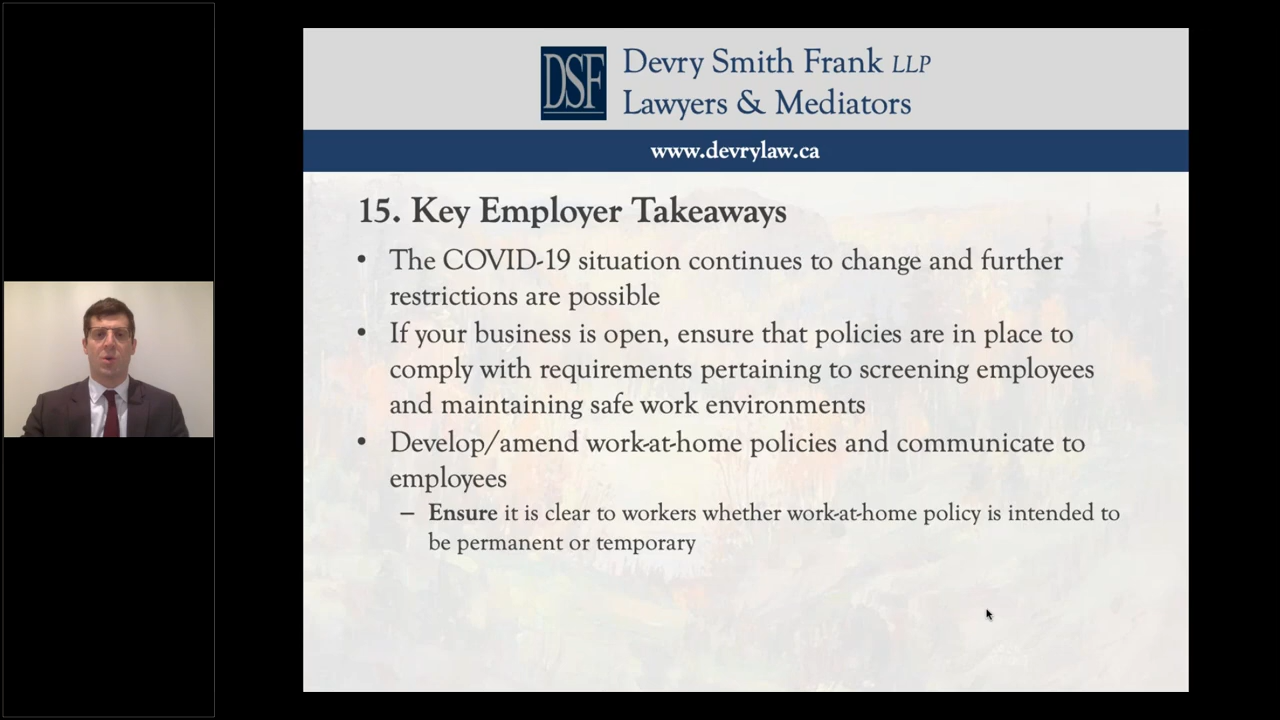 DSF
Devry Smith Frank LLP
Lawyers & Mediators
www.devrylaw.ca
15. Key Employer Takeaways
• The COVID-19 situation continues to change and further
restrictions are possible
• If your business is open, ensure that policies are in place to
comply with requirements pertaining to screening employees
and maintaining safe work environments
• Develop/amend work-at-home policies and communicate to
employees
– Ensure it is clear to workers whether work-at-home policy is intended to
be permanent or temporary